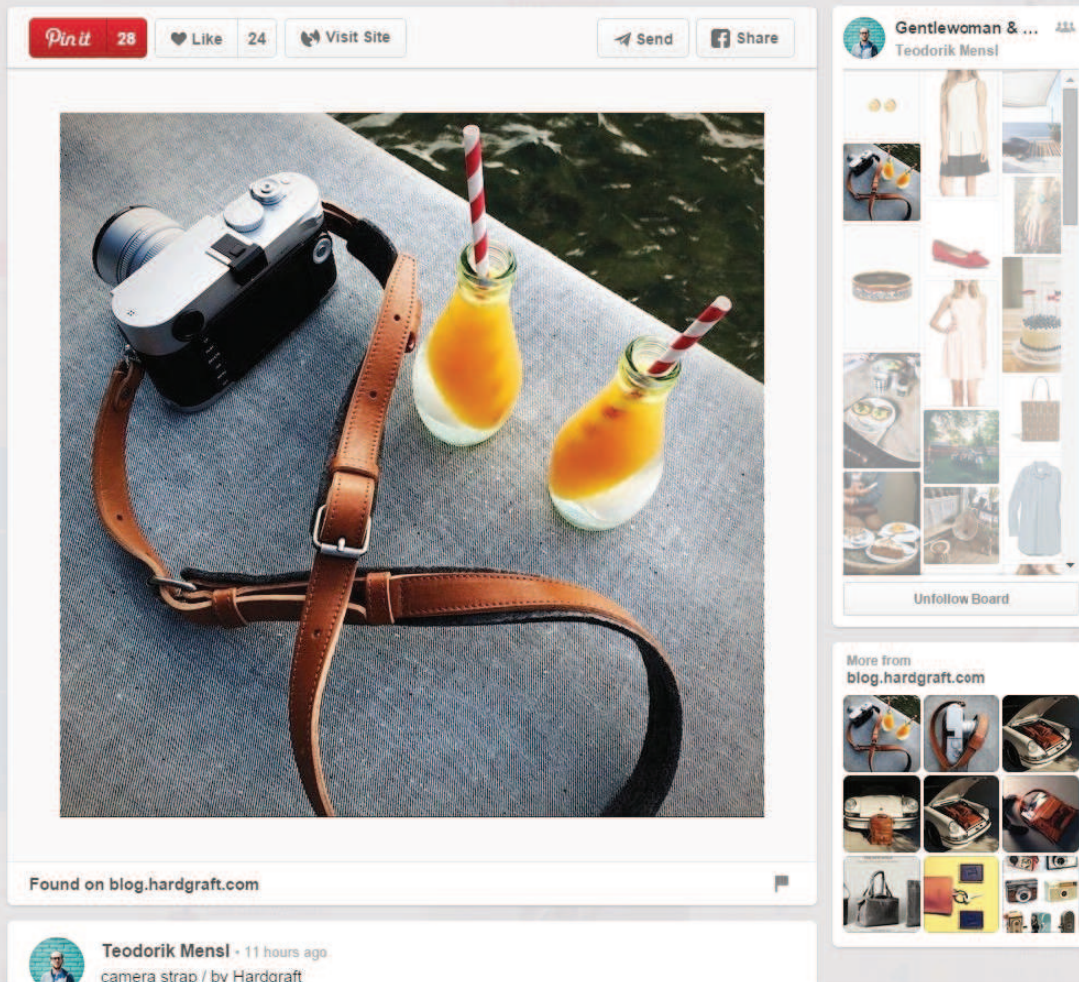 Pin it 28 Like 24 Visit Site Send Share
Found on blog.hardgraft.com
Teodorik Mensl - 11 hours ago
camera strap / by Hardgraft
Gentlewoman & ...
Teodorik Mensl
Unfollow Board
More from
blog.hardgraft.com